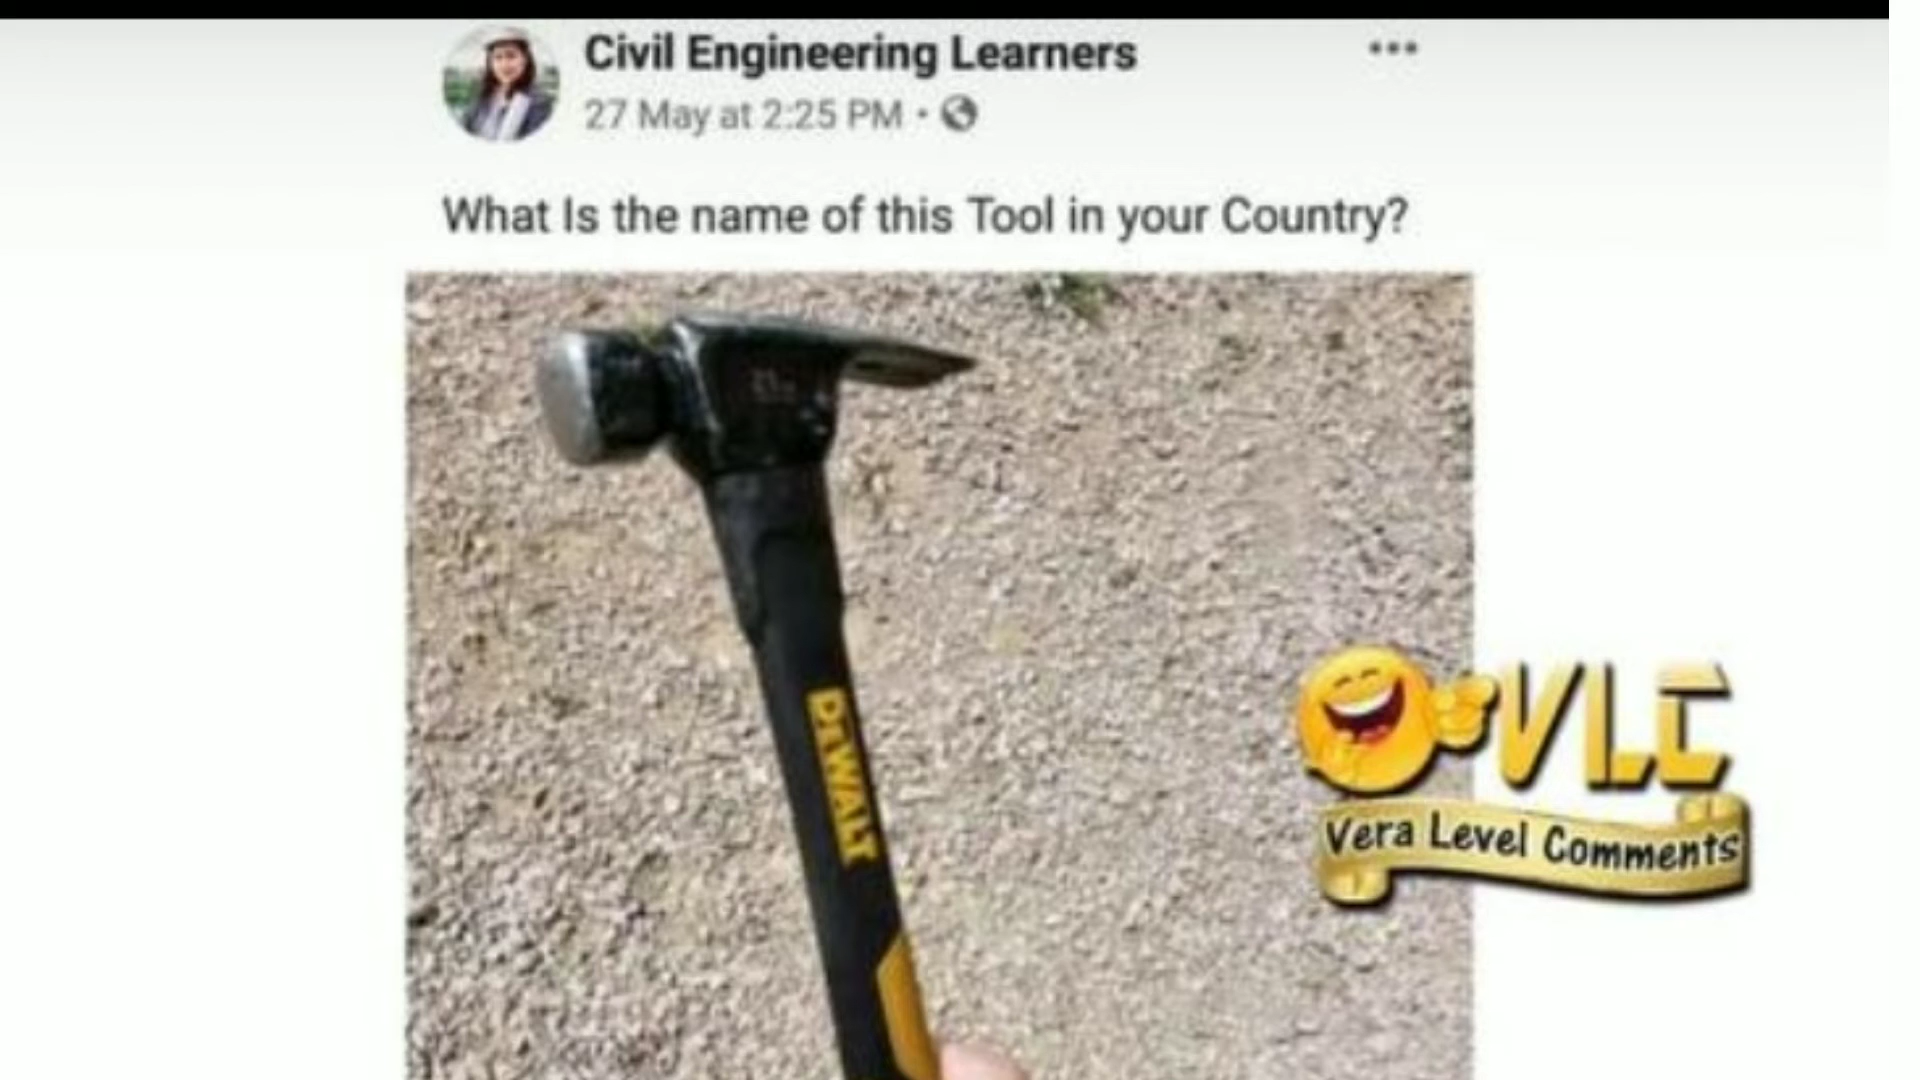 Civil Engineering Learners
27 May at 2:25 PM
What Is the name of this Tool in your Country?
DEWALT
VLC
Vera Level Comments